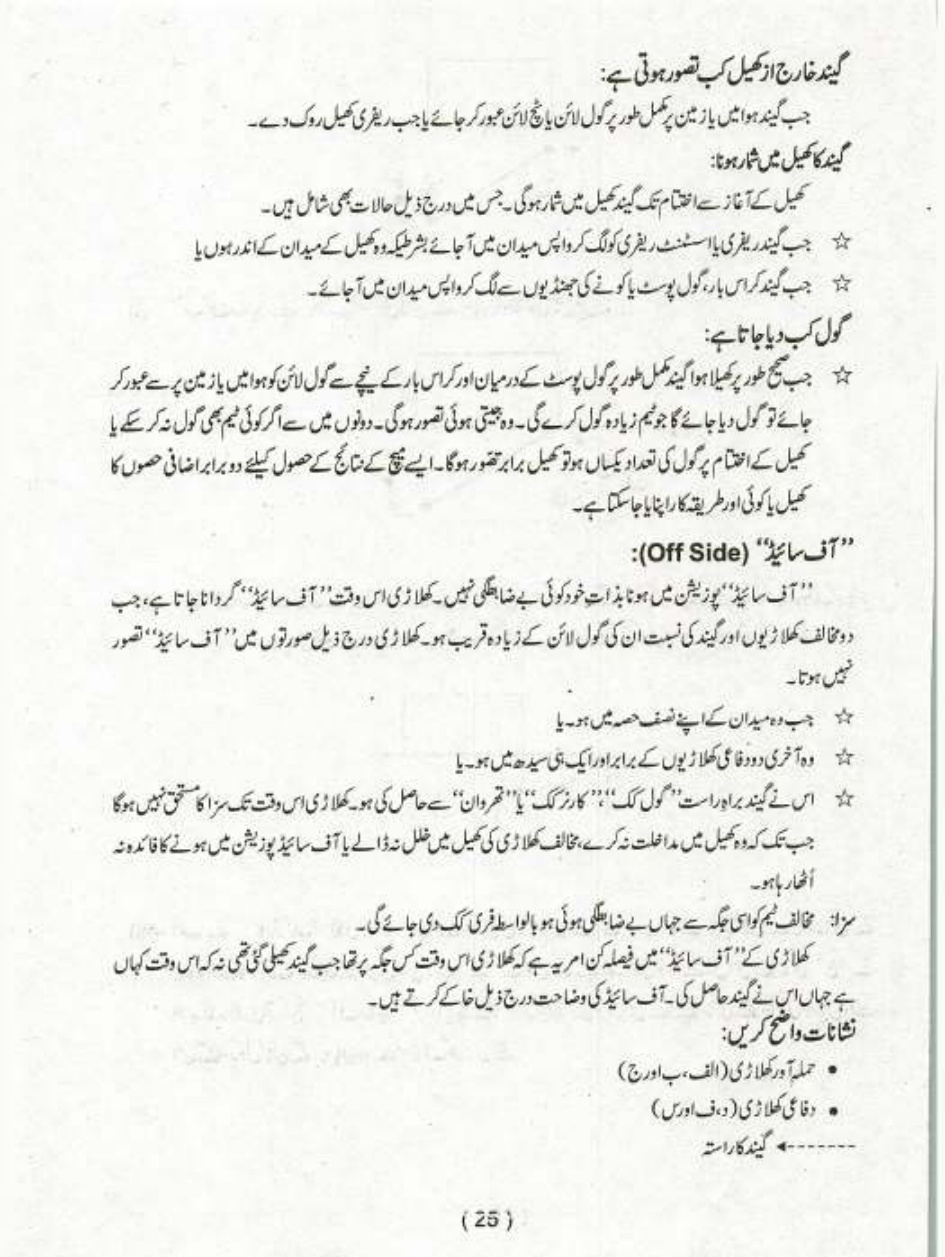 گیند خارج از کھیل کب تصور ہوتی ہے:
جب گیند ہوا میں یا زمین پر مکمل طور پر گول لائن یا ٹچ لائن عبور کر جائے یا جب ریفری کھیل روک دے۔
گیند کا کھیل میں شمار ہونا:
کھیل کے آغاز سے اختتام تک گیند کھیل میں شمار ہوگی۔ جس میں درج ذیل حالات بھی شامل ہیں۔
☆ جب گیند ریفری یا اسسٹنٹ ریفری کو لگ کر واپس میدان میں آجائے بشرطیکہ وہ کھیل کے میدان کے اندر ہوں یا
☆ جب گیند کراس بار، گول پوسٹ یا کونے کی جھنڈیوں سے لگ کر واپس میدان میں آجائے۔
گول کب دیا جاتا ہے:
☆ جب صحیح طور پر کھیلا ہوا گیند مکمل طور پر گول پوسٹ کے درمیان اور کراس بار کے نیچے سے گول لائن کو ہوا میں یا زمین پر سے عبور کر
جائے تو گول دیا جائے گا جو ٹیم زیادہ گول کرے گی۔ وہ جیتی ہوئی تصور ہوگی۔ دونوں میں سے اگر کوئی ٹیم بھی گول نہ کر سکے یا
کھیل کے اختتام پر گول کی تعداد یکساں ہو تو کھیل برابر تصور ہوگا۔ ایسے میچ کے نتائج کے حصول کیلئے دو برابر اضافی حصوں کا
کھیل یا کوئی اور طریقہ کار اپنایا جاسکتا ہے۔
”آف سائیڈ“ (Off Side):
”آف سائیڈ“ پوزیشن میں ہونا بذات خود کوئی بے ضابطگی نہیں۔ کھلاڑی اس وقت ”آف سائیڈ“ گردانا جاتا ہے، جب
دو مخالف کھلاڑیوں اور گیند کی نسبت ان کی گول لائن کے زیادہ قریب ہو۔ کھلاڑی درج ذیل صورتوں میں ”آف سائیڈ“ تصور
نہیں ہوتا۔
☆ جب وہ میدان کے اپنے نصف حصہ میں ہو۔ یا
☆ وہ آخری دو دفاعی کھلاڑیوں کے برابر اور ایک ہی سیدھ میں ہو۔ یا
☆ اس نے گیند براہ راست ”گول کک“، ”کارنر کک“ یا ”تھروان“ سے حاصل کی ہو۔ کھلاڑی اس وقت تک سزا کا مستحق نہیں ہوگا
جب تک کہ وہ کھیل میں مداخلت نہ کرے، مخالف کھلاڑی کی کھیل میں خلل نہ ڈالے یا آف سائیڈ پوزیشن میں ہونے کا فائدہ نہ
اُٹھا رہا ہو۔
سزا: مخالف ٹیم کو اسی جگہ سے جہاں بے ضابطگی ہوئی ہو بالواسطہ فری کک دی جائے گی۔
کھلاڑی کے ”آف سائیڈ“ میں فیصلہ کن امر یہ ہے کہ کھلاڑی اس وقت کس جگہ پر تھا جب گیند کھیلی گئی تھی نہ کہ اس وقت کہاں
ہے جہاں اس نے گیند حاصل کی۔ آف سائیڈ کی وضاحت درج ذیل خاکے کرتے ہیں۔
نشانات واضح کریں:
• حملہ آور کھلاڑی (الف، ب اور ج)
• دفاعی کھلاڑی (د، ف اور س)
-------◄ گیند کا راستہ
(25)